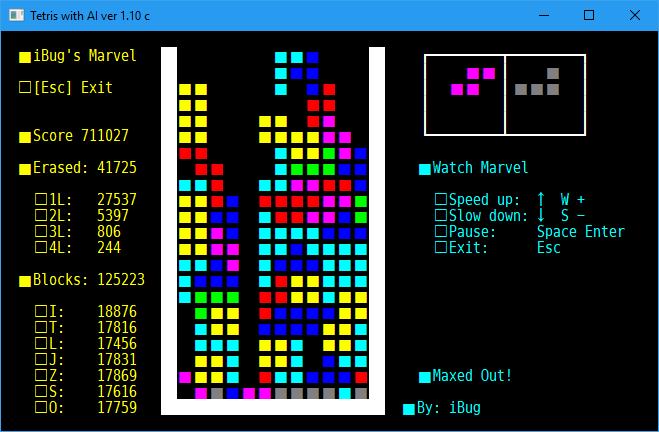 Tetris with AI ver 1.10 c
iBug's Marvel
[Esc] Exit
Score 711027
Erased: 41725
1L: 27537
2L: 5397
3L: 806
4L: 244
Blocks: 125223
I: 18876
T: 17816
L: 17456
J: 17831
Z: 17869
S: 17616
O: 17759
Watch Marvel
Speed up: ↑ W +
Slow down: ↓ S −
Pause: Space Enter
Exit: Esc
Maxed Out!
By: iBug